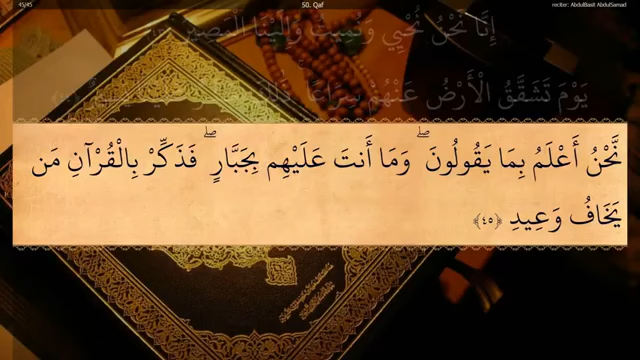 45/45
50. Qaf
reciter: AbdulBasit AbdulSamad
إِنَّا نَحْنُ نُحْيِي وَنُمِيتُ وَإِلَيْنَا الْمَصِيرُ
يَوْمَ تَشَقَّقُ الْأَرْضُ عَنْهُمْ سِرَاعًا ۚ ذَٰلِكَ
نَّحْنُ أَعْلَمُ بِمَا يَقُولُونَ ۖ وَمَا أَنتَ عَلَيْهِم بِجَبَّارٍ ۖ فَذَكِّرْ بِالْقُرْآنِ مَن
يَخَافُ وَعِيدِ ﴿٤٥﴾